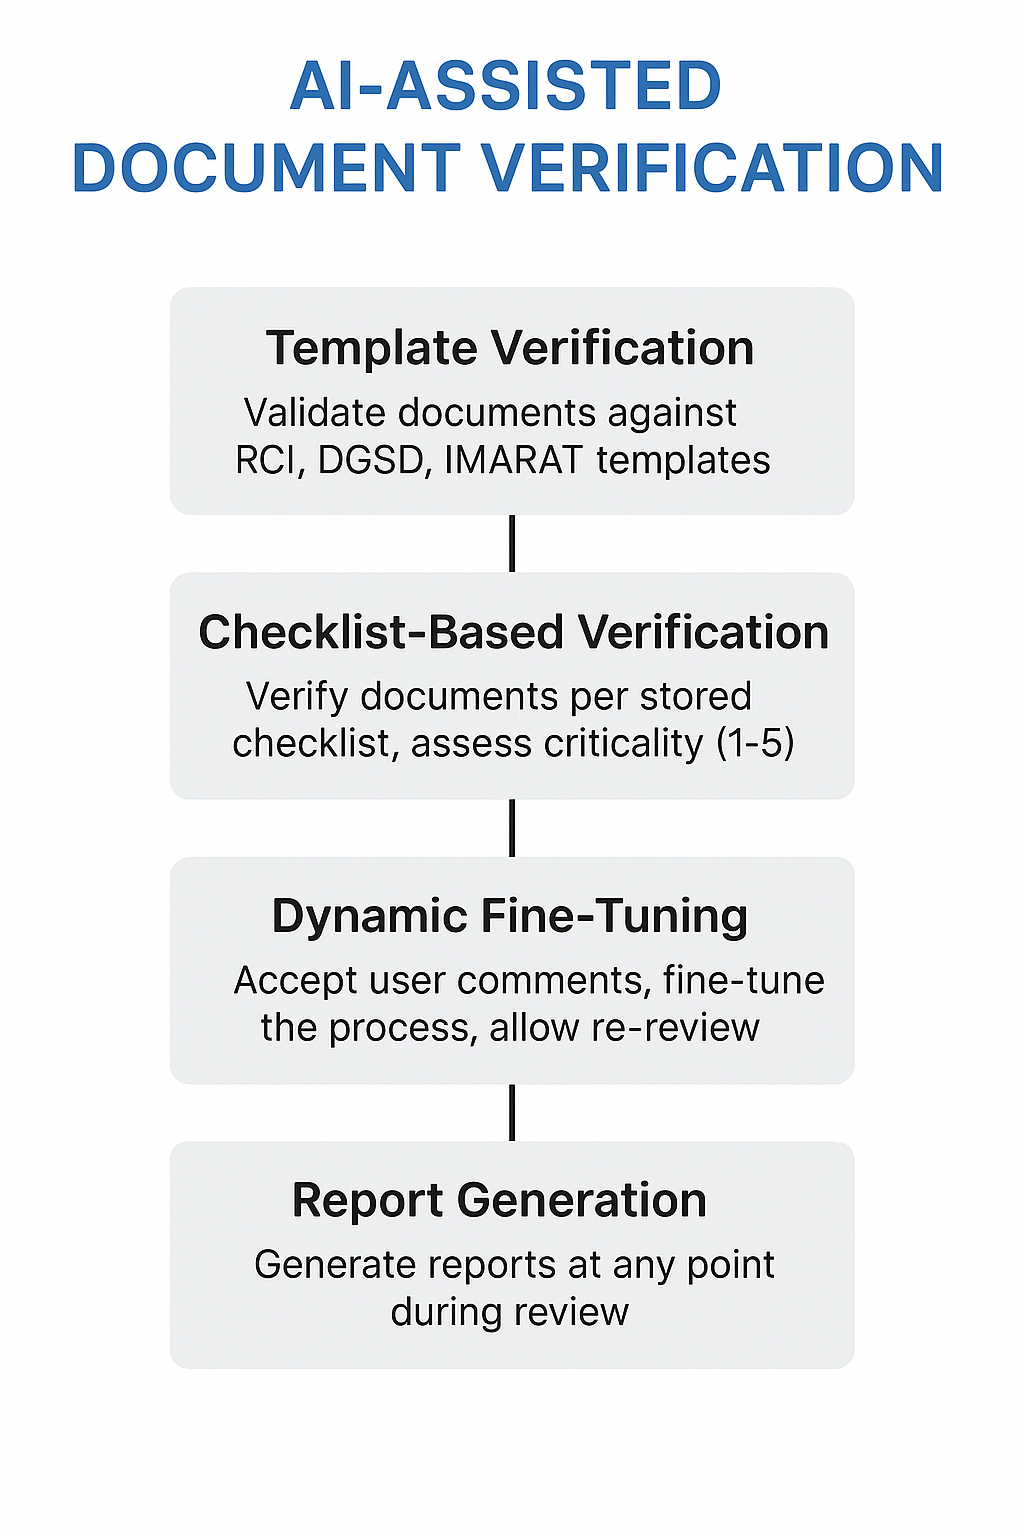 AI-ASSISTED
DOCUMENT VERIFICATION
Template Verification
Validate documents against
RCI, DGSD, IMARAT templates
Checklist-Based Verification
Verify documents per stored
checklist, assess criticality (1-5)
Dynamic Fine-Tuning
Accept user comments, fine-tune
the process, allow re-review
Report Generation
Generate reports at any point
during review